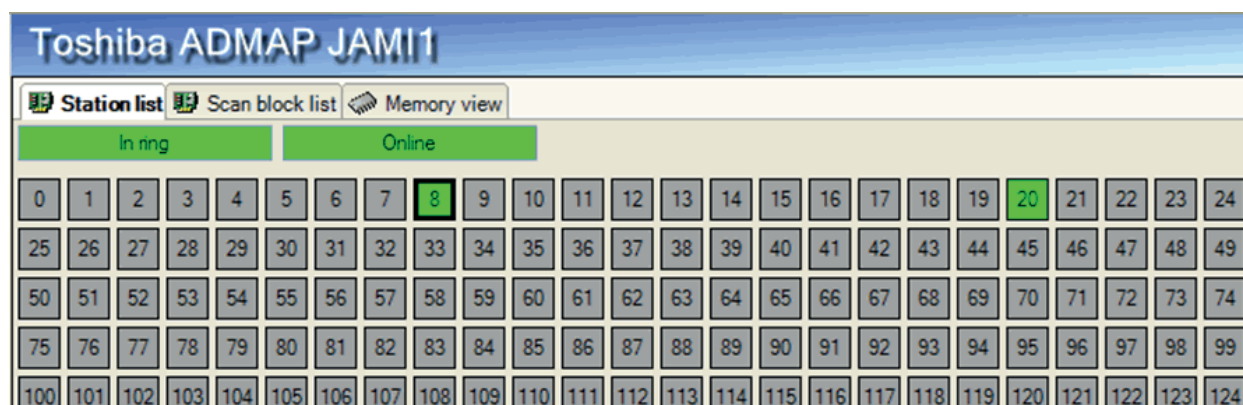 Toshiba ADMAP JAMI1
Station list Scan block list Memory view
In ring Online
0 1 2 3 4 5 6 7 8 9 10 11 12 13 14 15 16 17 18 19 20 21 22 23 24
25 26 27 28 29 30 31 32 33 34 35 36 37 38 39 40 41 42 43 44 45 46 47 48 49
50 51 52 53 54 55 56 57 58 59 60 61 62 63 64 65 66 67 68 69 70 71 72 73 74
75 76 77 78 79 80 81 82 83 84 85 86 87 88 89 90 91 92 93 94 95 96 97 98 99
100 101 102 103 104 105 106 107 108 109 110 111 112 113 114 115 116 117 118 119 120 121 122 123 124